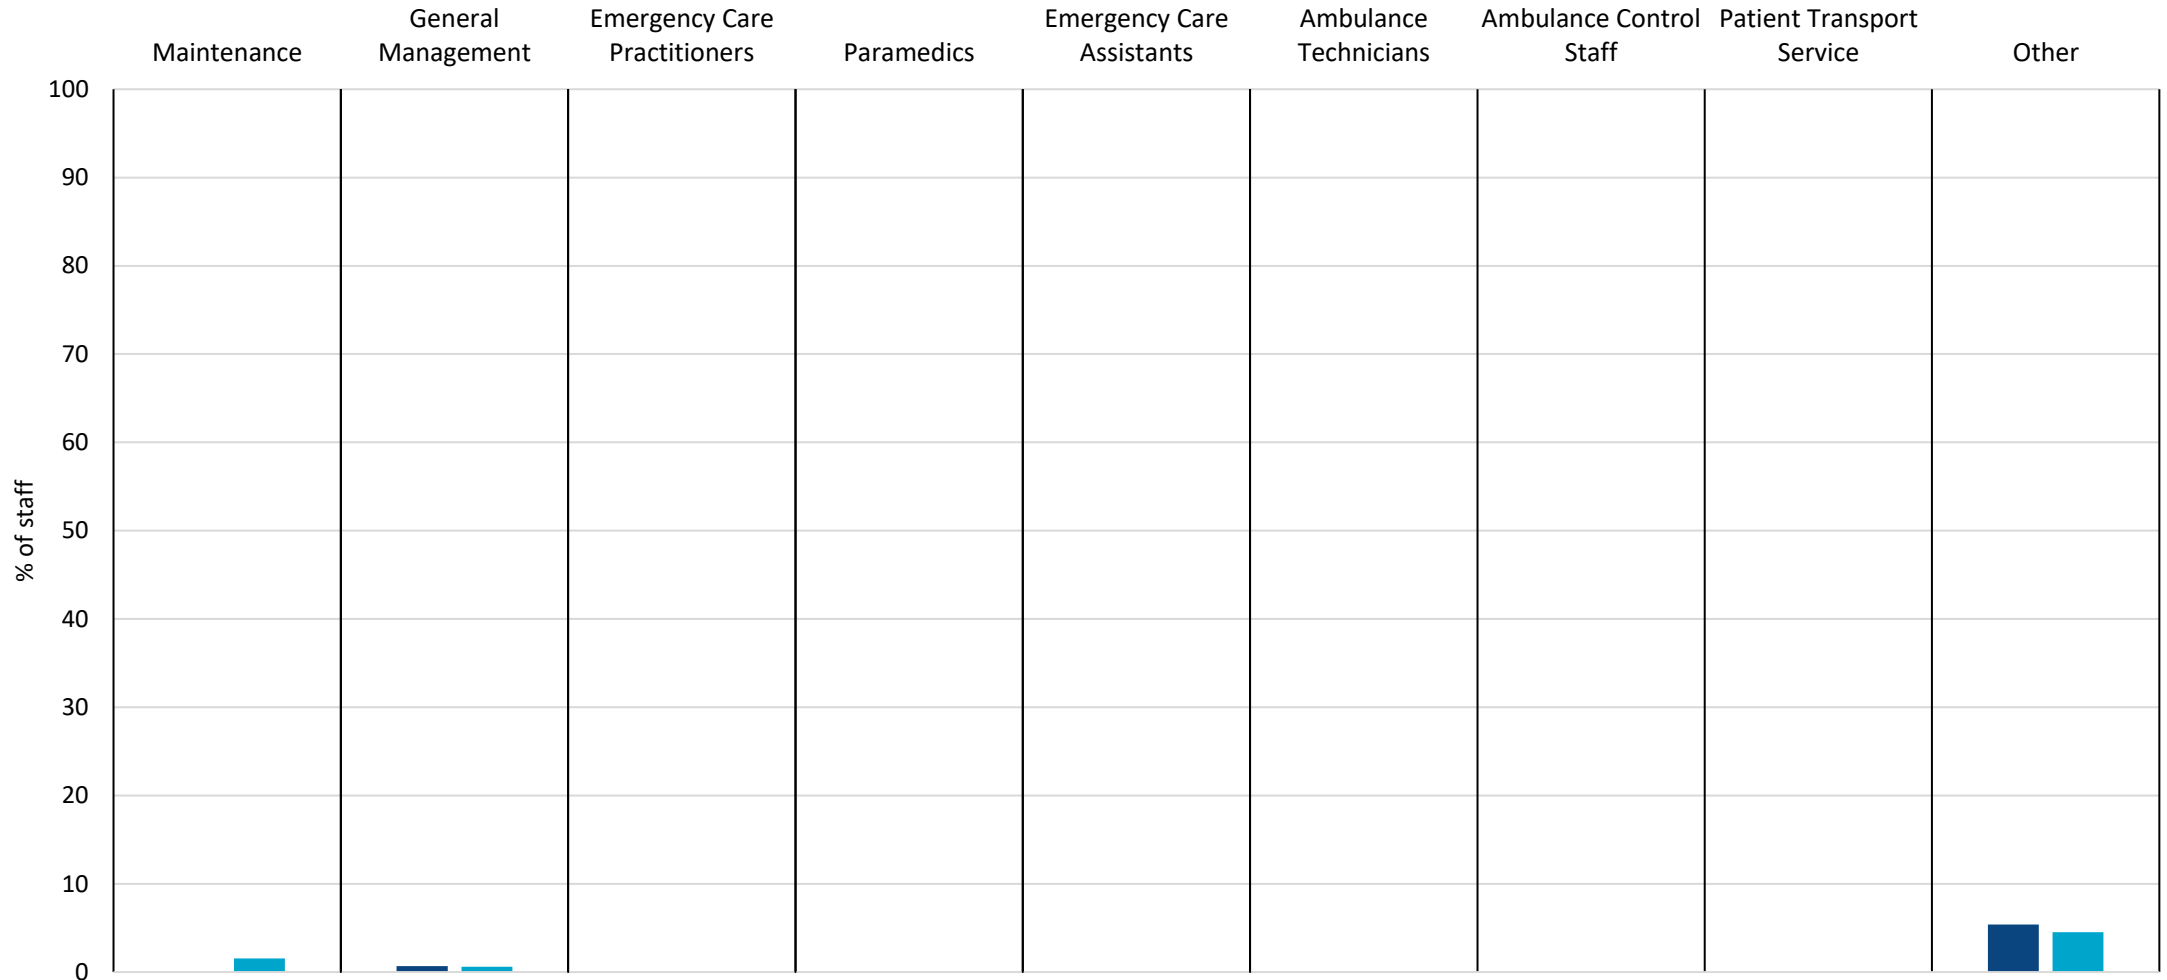 Maintenance
General
Management
Emergency Care
Practitioners
Paramedics
Emergency Care
Assistants
Ambulance
Technicians
Ambulance Control
Staff
Patient Transport
Service
Other
100
90
80
70
60
50
40
30
20
10
0
% of staff